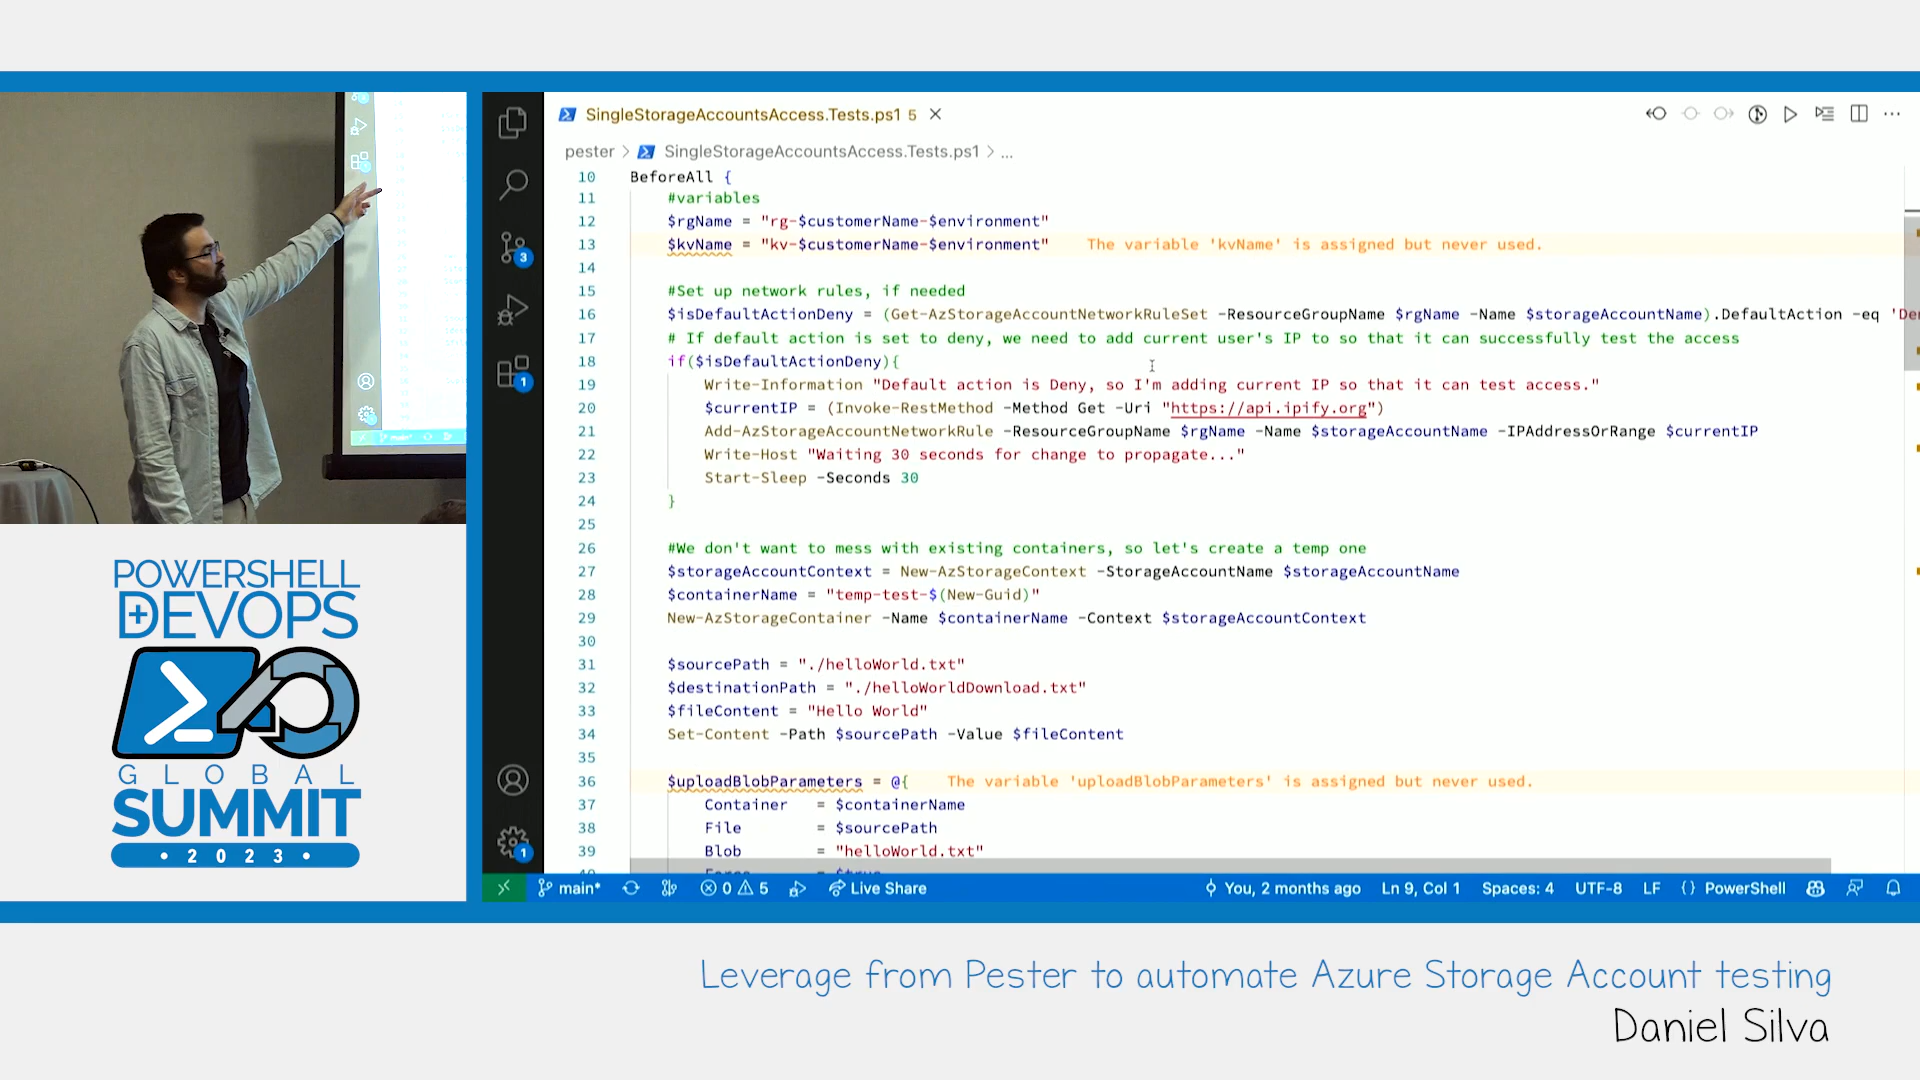 SingleStorageAccountsAccess.Tests.ps1 5
pester > SingleStorageAccountsAccess.Tests.ps1 > ...
10 BeforeAll {
11 #variables
12 $rgName = "rg-$customerName-$environment"
13 $kvName = "kv-$customerName-$environment" The variable 'kvName' is assigned but never used.
14
15 #Set up network rules, if needed
16 $isDefaultActionDeny = (Get-AzStorageAccountNetworkRuleSet -ResourceGroupName $rgName -Name $storageAccountName).DefaultAction -eq 'De
17 # If default action is set to deny, we need to add current user's IP to so that it can successfully test the access
18 if($isDefaultActionDeny){
19 Write-Information "Default action is Deny, so I'm adding current IP so that it can test access."
20 $currentIP = (Invoke-RestMethod -Method Get -Uri "https://api.ipify.org")
21 Add-AzStorageAccountNetworkRule -ResourceGroupName $rgName -Name $storageAccountName -IPAddressOrRange $currentIP
22 Write-Host "Waiting 30 seconds for change to propagate..."
23 Start-Sleep -Seconds 30
24 }
25
26 #We don't want to mess with existing containers, so let's create a temp one
27 $storageAccountContext = New-AzStorageContext -StorageAccountName $storageAccountName
28 $containerName = "temp-test-$(New-Guid)"
29 New-AzStorageContainer -Name $containerName -Context $storageAccountContext
30
31 $sourcePath = "./helloWorld.txt"
32 $destinationPath = "./helloWorldDownload.txt"
33 $fileContent = "Hello World"
34 Set-Content -Path $sourcePath -Value $fileContent
35
36 $uploadBlobParameters = @{ The variable 'uploadBlobParameters' is assigned but never used.
37 Container = $containerName
38 File = $sourcePath
39 Blob = "helloWorld.txt"
3
1
1
main* 0 5 Live Share You, 2 months ago Ln 9, Col 1 Spaces: 4 UTF-8 LF {} PowerShell
POWERSHELL
+DEVOPS
GLOBAL
SUMMIT
• 2023 •
Leverage from Pester to automate Azure Storage Account testing
Daniel Silva